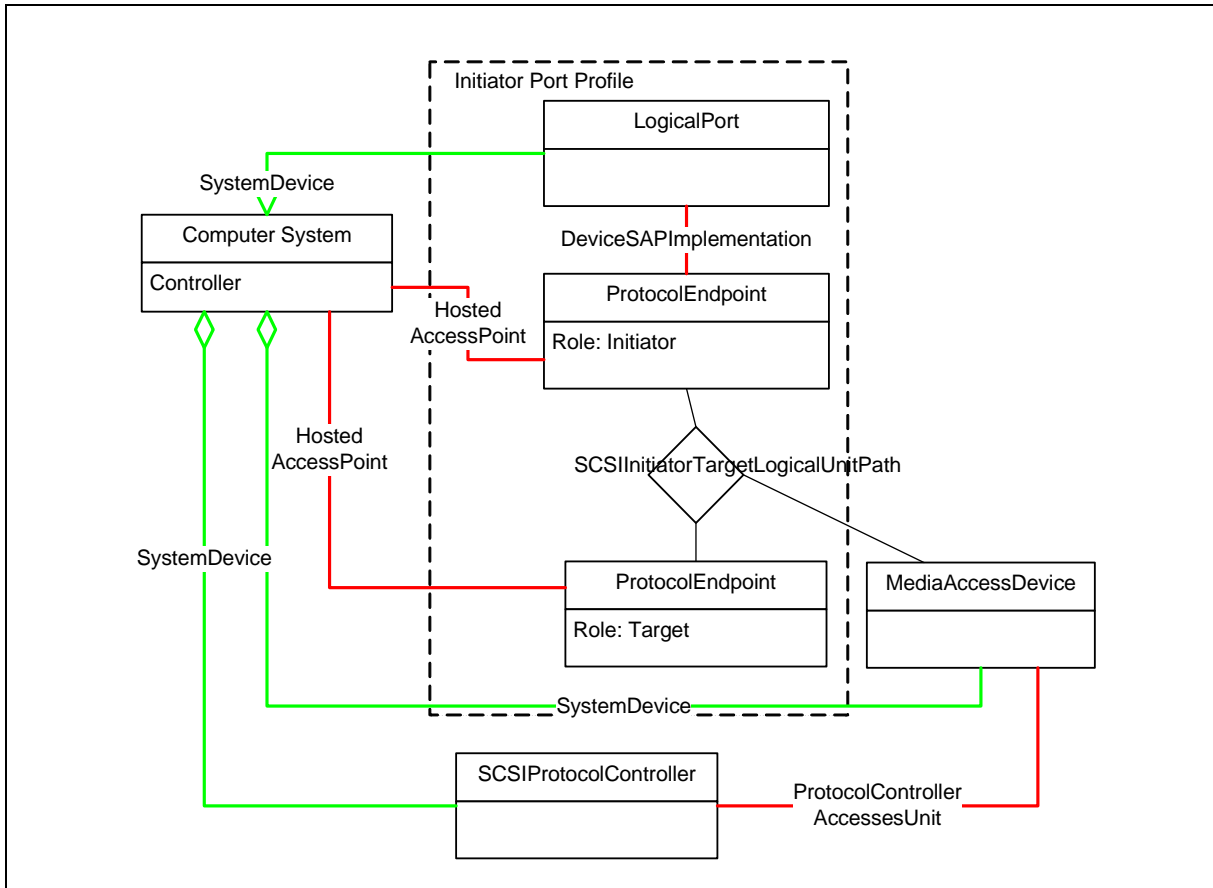 Initiator Port Profile
LogicalPort
SystemDevice
Computer System
Controller
DeviceSAPImplementation
ProtocolEndpoint
Role: Initiator
Hosted
AccessPoint
Hosted
AccessPoint
SCSIInitiatorTargetLogicalUnitPath
SystemDevice
ProtocolEndpoint
Role: Target
MediaAccessDevice
SystemDevice
SCSIProtocolController
ProtocolController
AccessesUnit